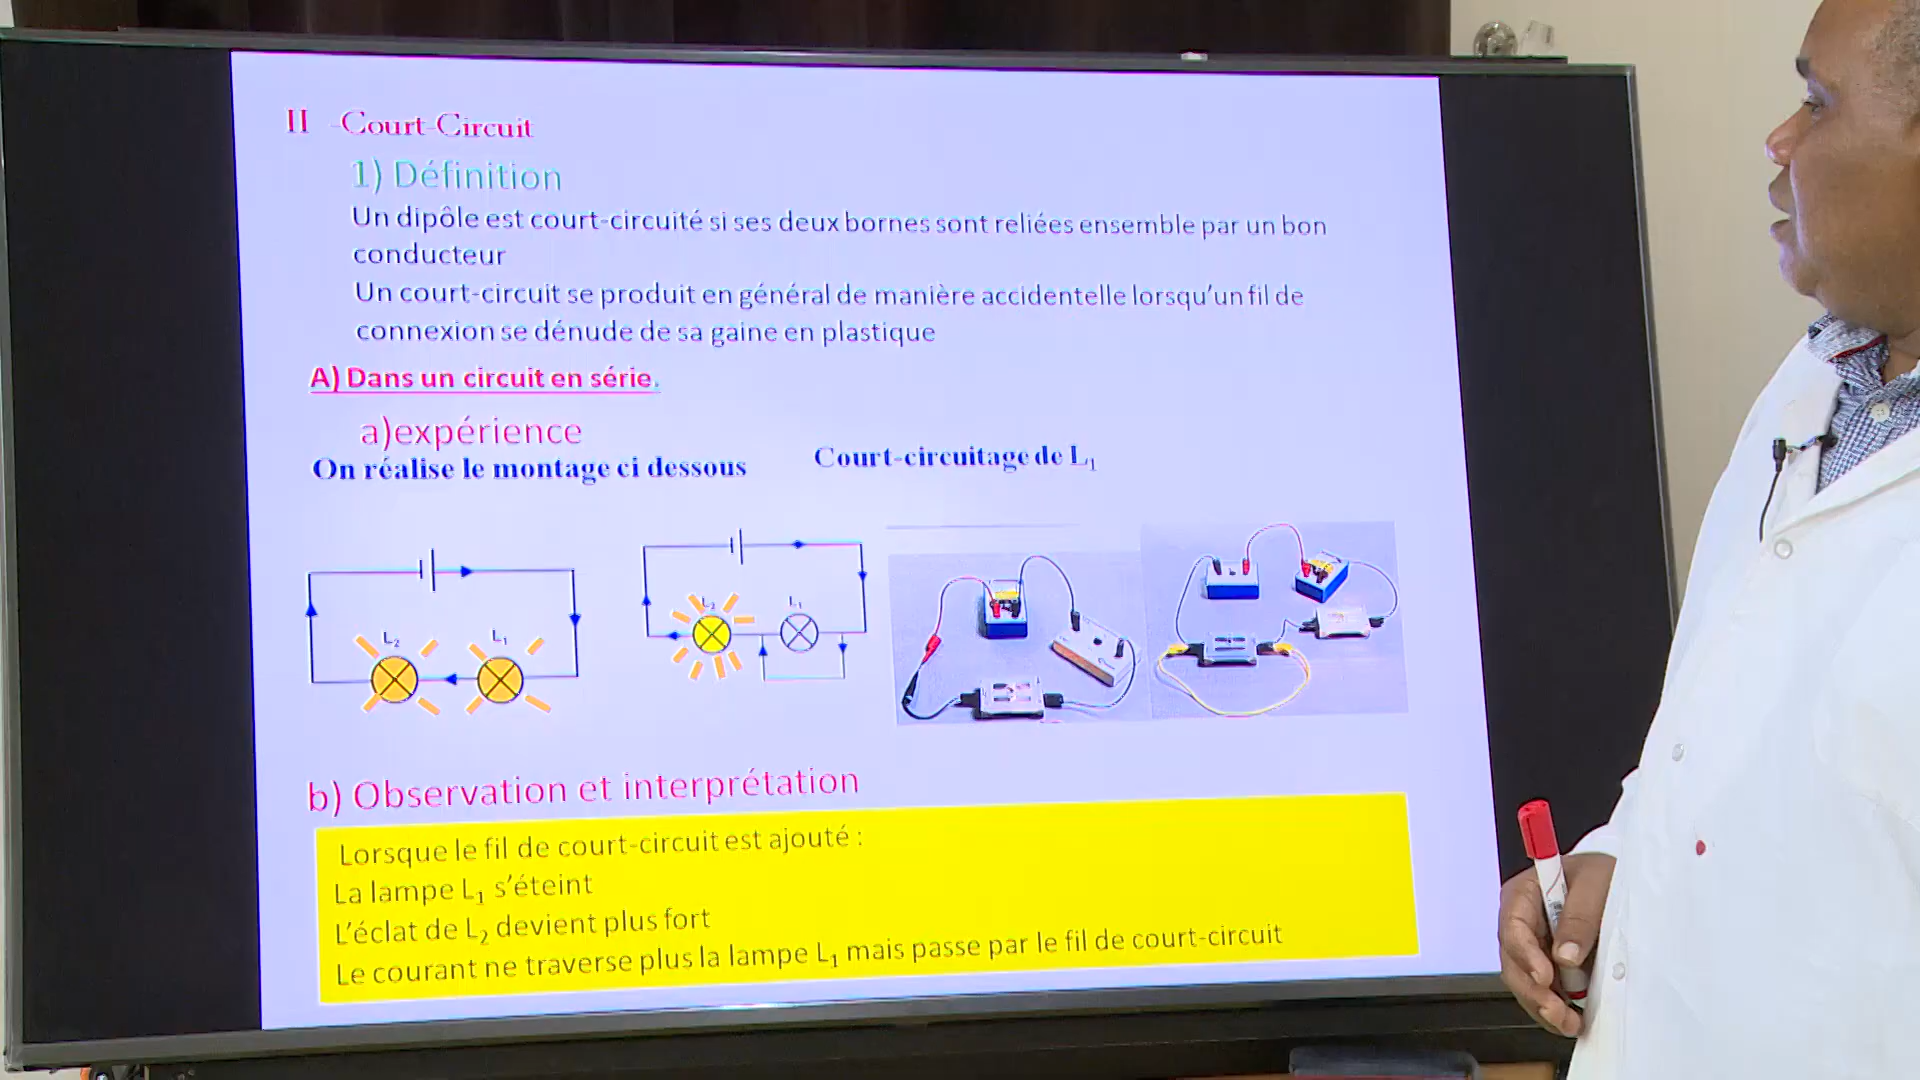 II -Court-Circuit
1) Définition
Un dipôle est court-circuité si ses deux bornes sont reliées ensemble par un bon
conducteur
Un court-circuit se produit en général de manière accidentelle lorsqu'un fil de
connexion se dénude de sa gaine en plastique
A) Dans un circuit en série.
a)expérience
On réalise le montage ci dessous
Court-circuitage de L₁
L₂
L₁
L₂
L₁
b) Observation et interprétation
Lorsque le fil de court-circuit est ajouté :
La lampe L₁ s'éteint
L'éclat de L₂ devient plus fort
Le courant ne traverse plus la lampe L₁ mais passe par le fil de court-circuit